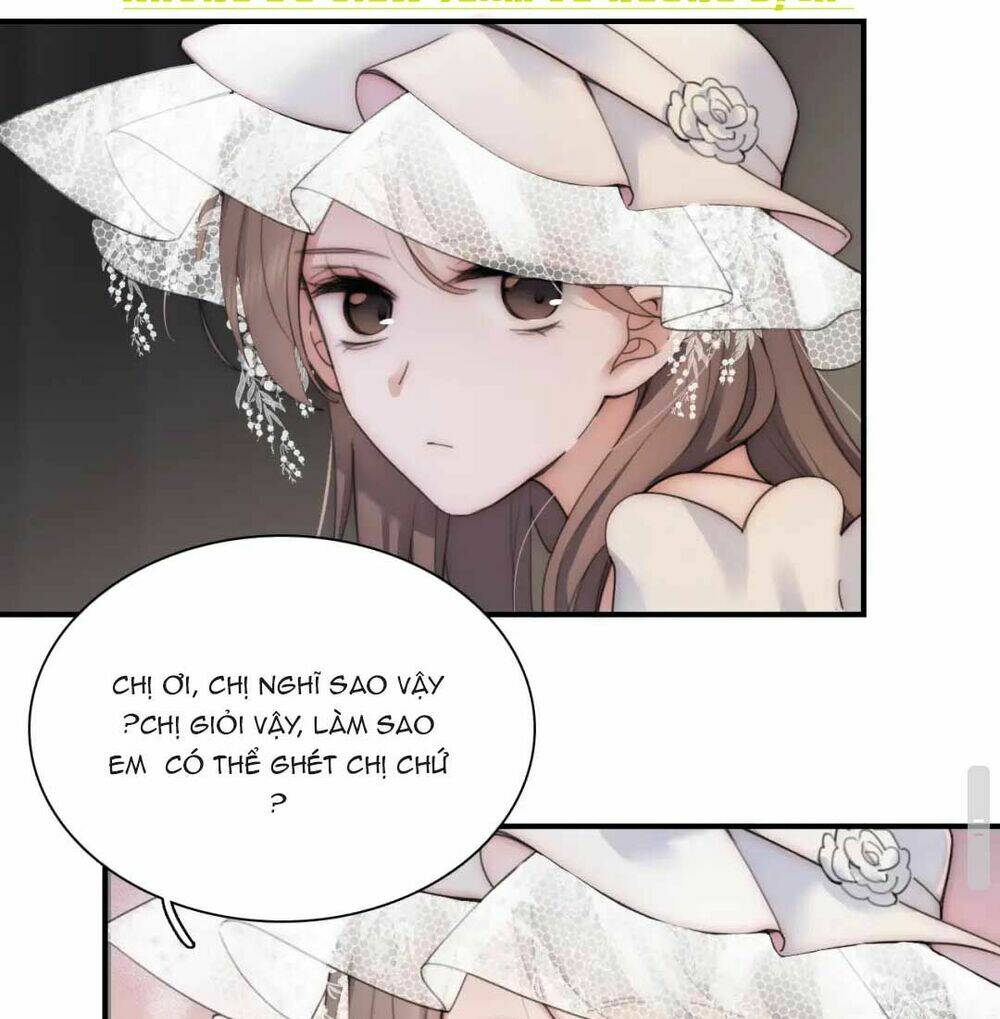 CHỊ ƠI, CHỊ NGHĨ SAO VẬY
?CHỊ GIỎI VẬY, LÀM SAO
EM CÓ THỂ GHÉT CHỊ CHỨ
?